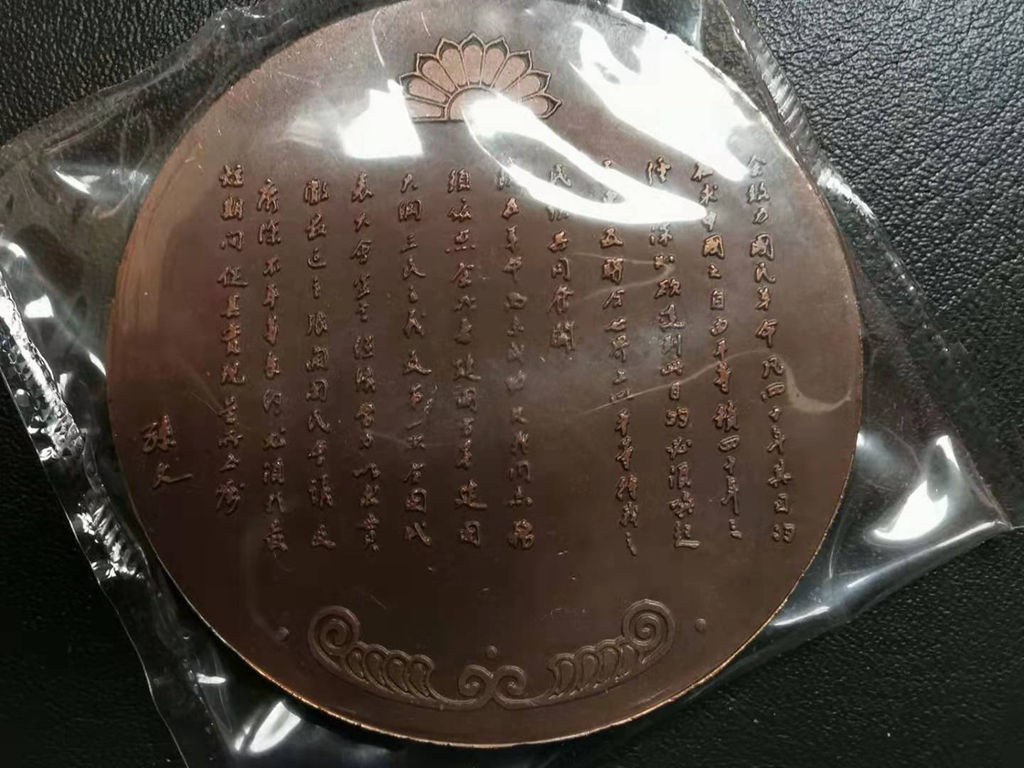 余致力國民革命凡四十年其目的
在求中國之自由平等積四十年之
經驗深知欲達到此目的必須喚起
及聯合世界上以平等待我之
民族共同奮鬥
在革命尚未成功凡我同志務
須依照余所著建國方略建國
大綱三民主義及第一次全國代
表大會宣言繼續努力以求貫
徹最近主張開國民會議及
廢除不平等條約尤須於最
短期間促其實現是所至囑
孫文